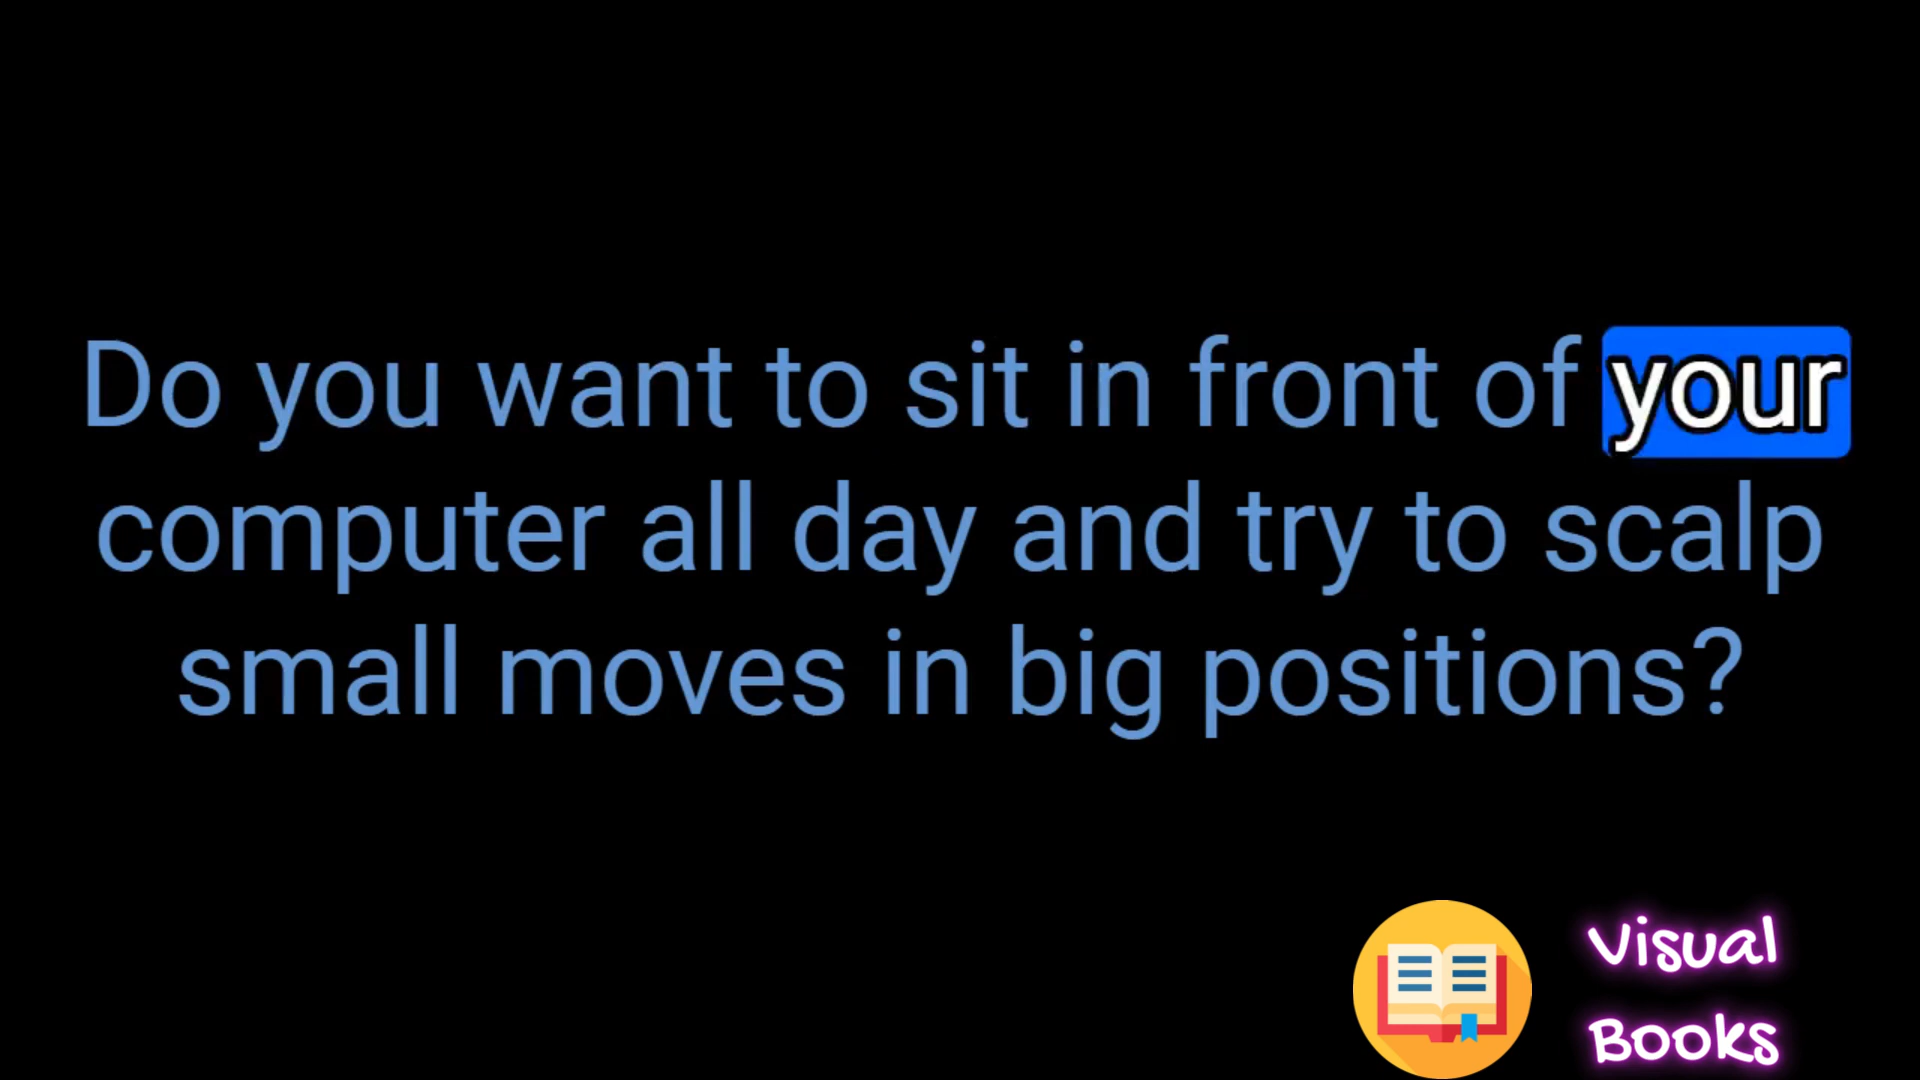 Do you want to sit in front of your
computer all day and try to scalp
small moves in big positions?
Visual
Books